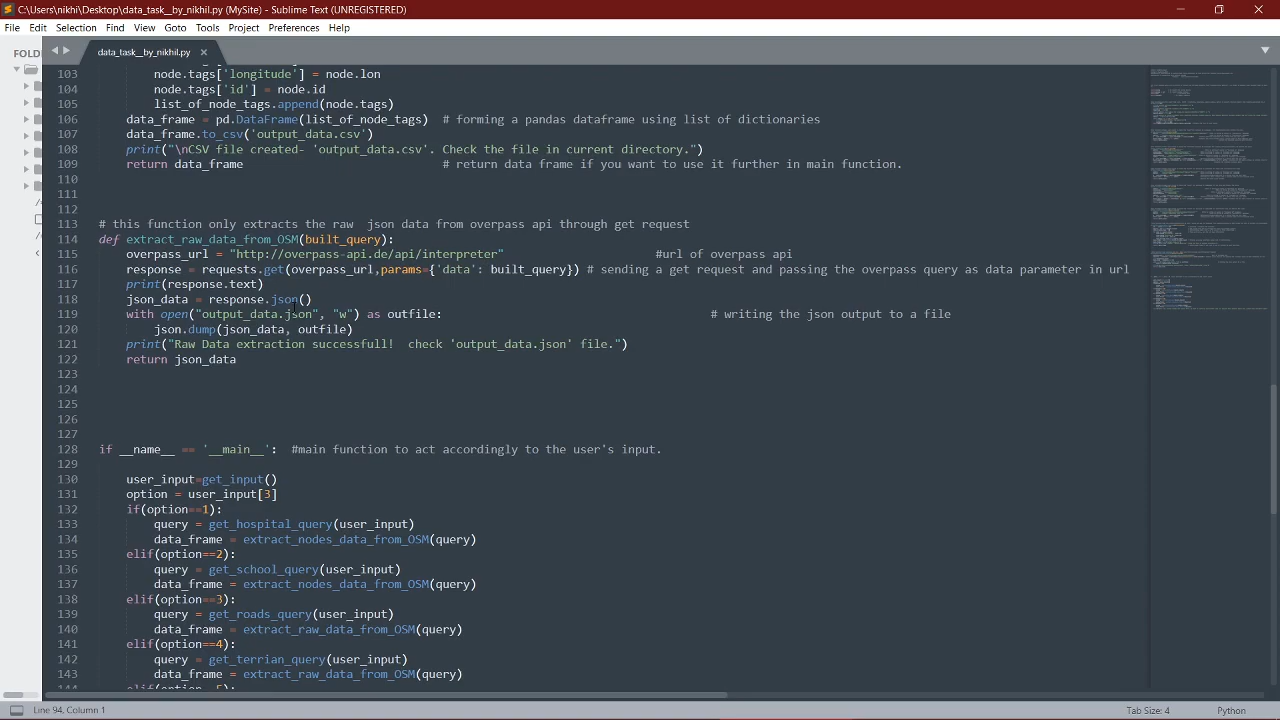 C:\Users\nikhi\Desktop\data_task__by_nikhil.py (MySite) - Sublime Text (UNREGISTERED)
File Edit Selection Find View Goto Tools Project Preferences Help
FOLD
data_task__by_nikhil.py
103 node.tags['longitude'] = node.lon
104 node.tags['id'] = node.id
105 list_of_node_tags.append(node.tags)
106 data_frame = pd.DataFrame(list_of_node_tags) # forming a pandas dataframe using list of dictionaries
107 data_frame.to_csv('output_data.csv')
108 print("\nCSV file created- 'output_data.csv'. Check the file in current directory.")
109 return data_frame # return data frame if you want to use it further in main function.
110
111
112
113 # this function only extracts the raw json data from overpass api through get request
114 def extract_raw_data_from_OSM(built_query):
115 overpass_url = #url of overpass api
116 response = requests.get(overpass_url,params={'data': built_query}) # sending a get request and passing the overpass query as data parameter in url
117 print(response.text)
118 json_data = response.json()
119 with open("output_data.json", "w") as outfile: # writing the json output to a file
120 json.dump(json_data, outfile)
121 print("Raw Data extraction successfull! check 'output_data.json' file.")
122 return json_data
123
124
125
126
127
128 if __name__ == '__main__': #main function to act accordingly to the user's input.
129
130 user_input=get_input()
131 option = user_input[3]
132 if(option==1):
133 query = get_hospital_query(user_input)
134 data_frame = extract_nodes_data_from_OSM(query)
135 elif(option==2):
136 query = get_school_query(user_input)
137 data_frame = extract_nodes_data_from_OSM(query)
138 elif(option==3):
139 query = get_roads_query(user_input)
140 data_frame = extract_raw_data_from_OSM(query)
141 elif(option==4):
142 query = get_terrian_query(user_input)
143 data_frame = extract_raw_data_from_OSM(query)
144 elif(option==5):
Line 94, Column 1 Tab Size: 4 Python